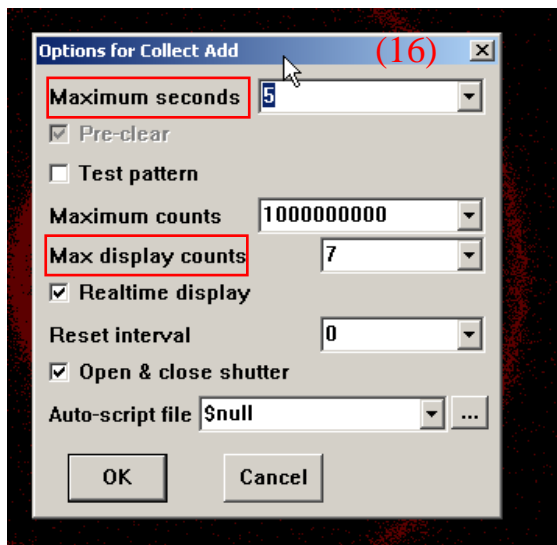 Options for Collect Add (16)
Maximum seconds 5
Pre-clear
Test pattern
Maximum counts 1000000000
Max display counts 7
Realtime display
Reset interval 0
Open & close shutter
Auto-script file $null ...
OK Cancel